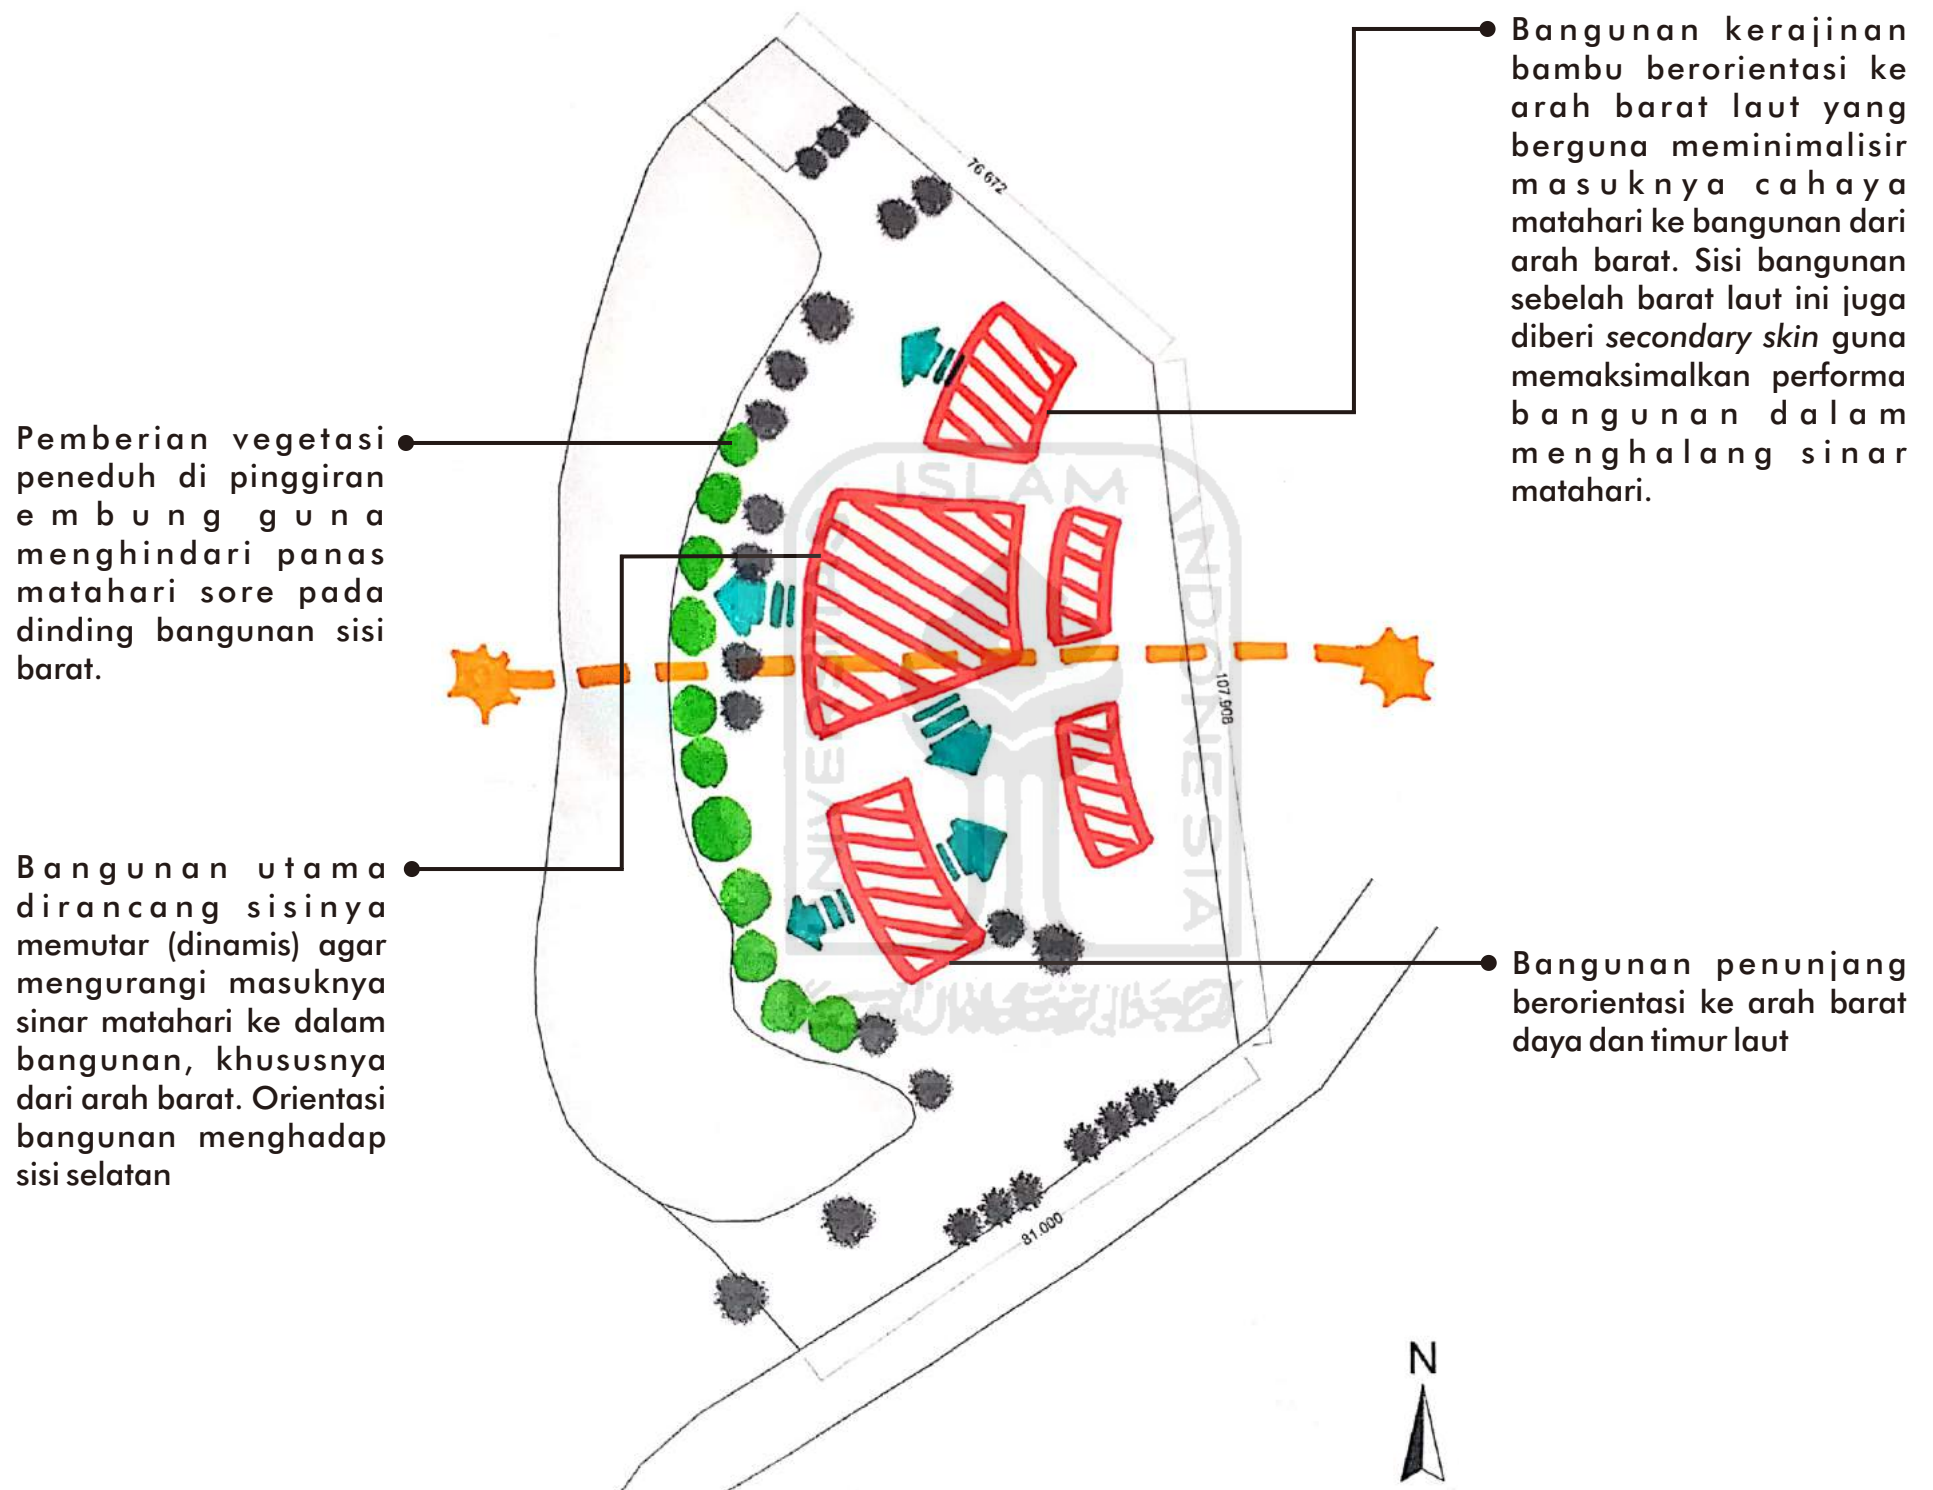 Bangunan kerajinan
bambu berorientasi ke
arah barat laut yang
berguna meminimalisir
masuknya cahaya
matahari ke bangunan dari
arah barat. Sisi bangunan
sebelah barat laut ini juga
diberi secondary skin guna
memaksimalkan performa
bangunan dalam
menghalang sinar
matahari.
76.672
Pemberian vegetasi
peneduh di pinggiran
embung guna
menghindari panas
matahari sore pada
dinding bangunan sisi
barat.
ISLAM
UNIVERSITAS
INDONESIA
107.908
Bangunan utama
dirancang sisinya
memutar (dinamis) agar
mengurangi masuknya
sinar matahari ke dalam
bangunan, khususnya
dari arah barat. Orientasi
bangunan menghadap
sisi selatan
Bangunan penunjang
berorientasi ke arah barat
daya dan timur laut
81.000
N